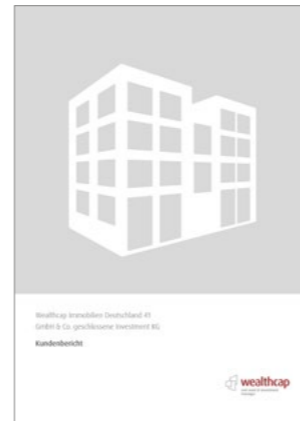 Wealthcap Immobilien Deutschland 41
GmbH & Co. geschlossene Investment KG
Kundenbericht
wealthcap